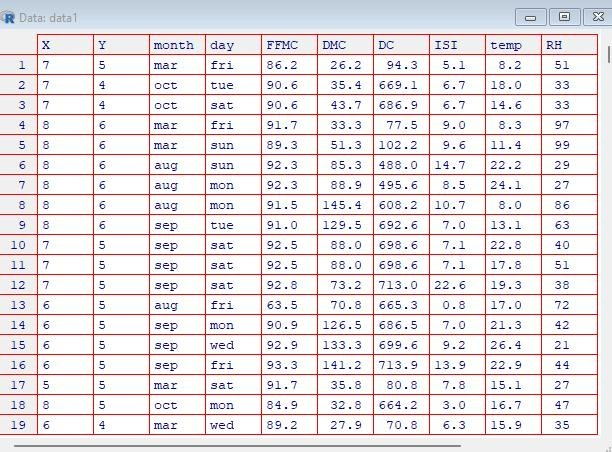 R Data: data1
X Y month day FFMC DMC DC ISI temp RH
1 7 5 mar fri 86.2 26.2 94.3 5.1 8.2 51
2 7 4 oct tue 90.6 35.4 669.1 6.7 18.0 33
3 7 4 oct sat 90.6 43.7 686.9 6.7 14.6 33
4 8 6 mar fri 91.7 33.3 77.5 9.0 8.3 97
5 8 6 mar sun 89.3 51.3 102.2 9.6 11.4 99
6 8 6 aug sun 92.3 85.3 488.0 14.7 22.2 29
7 8 6 aug mon 92.3 88.9 495.6 8.5 24.1 27
8 8 6 aug mon 91.5 145.4 608.2 10.7 8.0 86
9 8 6 sep tue 91.0 129.5 692.6 7.0 13.1 63
10 7 5 sep sat 92.5 88.0 698.6 7.1 22.8 40
11 7 5 sep sat 92.5 88.0 698.6 7.1 17.8 51
12 7 5 sep sat 92.8 73.2 713.0 22.6 19.3 38
13 6 5 aug fri 63.5 70.8 665.3 0.8 17.0 72
14 6 5 sep mon 90.9 126.5 686.5 7.0 21.3 42
15 6 5 sep wed 92.9 133.3 699.6 9.2 26.4 21
16 6 5 sep fri 93.3 141.2 713.9 13.9 22.9 44
17 5 5 mar sat 91.7 35.8 80.8 7.8 15.1 27
18 8 5 oct mon 84.9 32.8 664.2 3.0 16.7 47
19 6 4 mar wed 89.2 27.9 70.8 6.3 15.9 35